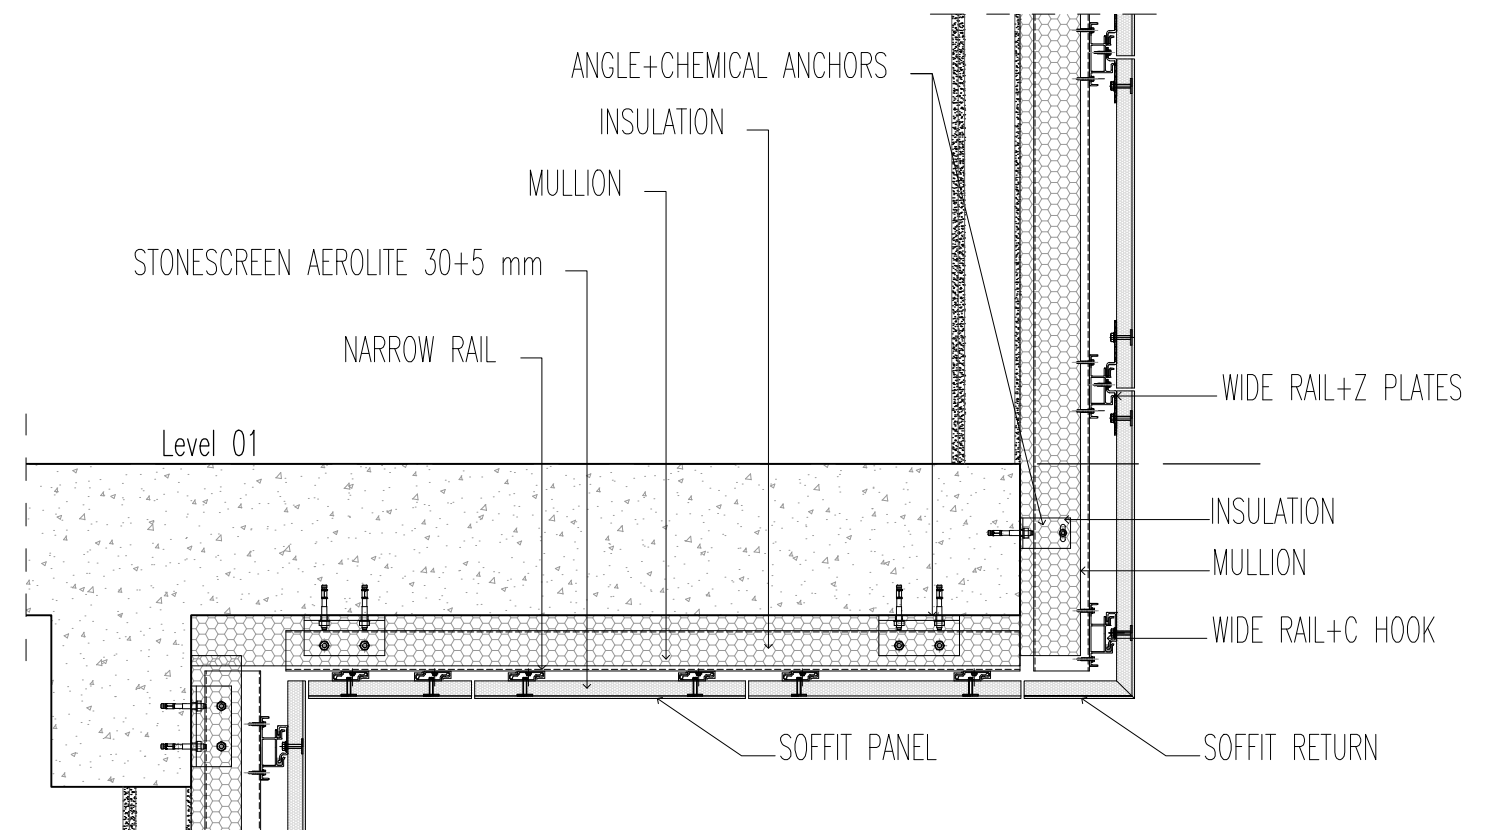 ANGLE+CHEMICAL ANCHORS
INSULATION
MULLION
STONESCREEN AEROLITE 30+5 mm
NARROW RAIL
WIDE RAIL+Z PLATES
Level 01
INSULATION
MULLION
WIDE RAIL+C HOOK
SOFFIT PANEL
SOFFIT RETURN